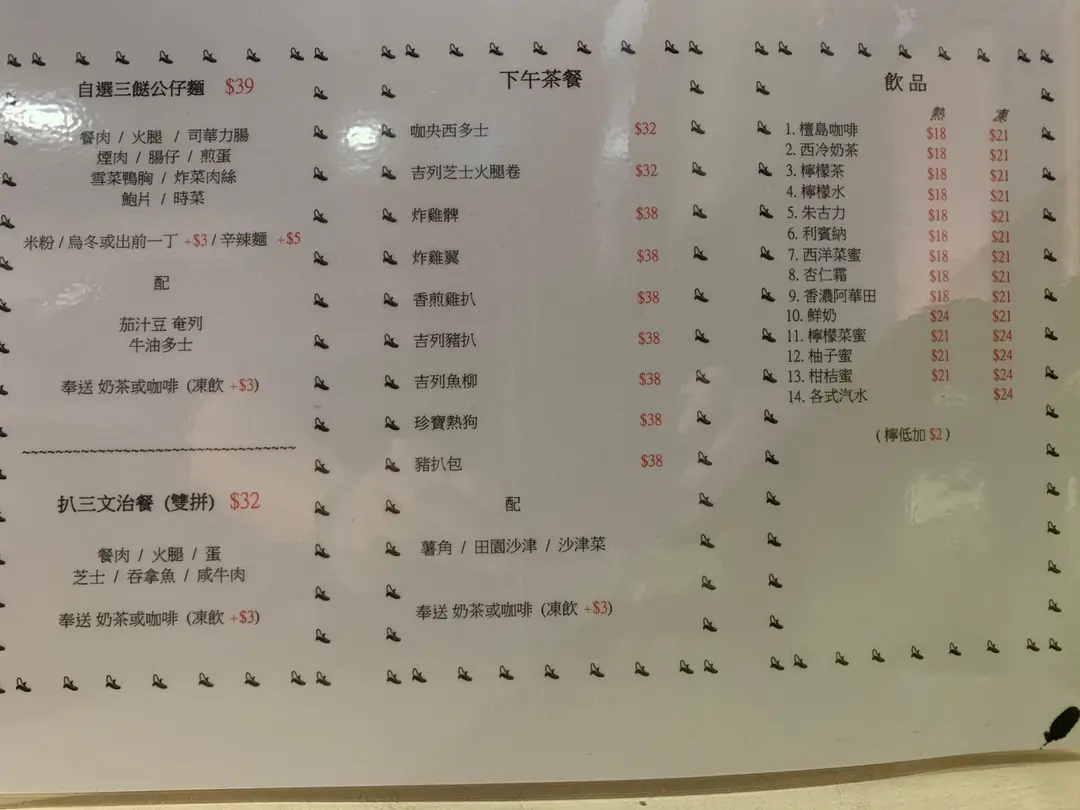 自選三餸公仔麵 $39
餐肉 / 火腿 / 司華力腸
煙肉 / 腸仔 / 煎蛋
雪菜鴨胸 / 炸菜肉絲
鮑片 / 時菜
米粉 / 烏冬或出前一丁 +$3 / 辛辣麵 +$5
配
茄汁豆 奄列
牛油多士
奉送 奶茶或咖啡 (凍飲 +$3)
~~~~~~~~~~~~~~~~~~~~~~~~~~~~~~~~~
扒三文治餐 (雙拼) $32
餐肉 / 火腿 / 蛋
芝士 / 吞拿魚 / 咸牛肉
奉送 奶茶或咖啡 (凍飲 +$3)
下午茶餐
咖央西多士 $32
吉列芝士火腿卷 $32
炸雞髀 $38
炸雞翼 $38
香煎雞扒 $38
吉列豬扒 $38
吉列魚柳 $38
珍寶熱狗 $38
豬扒包 $38
配
薯角 / 田園沙津 / 沙津菜
奉送 奶茶或咖啡 (凍飲 +$3)
飲品
熱 凍
1. 檀島咖啡 $18 $21
2. 西冷奶茶 $18 $21
3. 檸檬茶 $18 $21
4. 檸檬水 $18 $21
5. 朱古力 $18 $21
6. 利賓納 $18 $21
7. 西洋菜蜜 $18 $21
8. 杏仁霜 $18 $21
9. 香濃阿華田 $18 $21
10. 鮮奶 $24 $21
11. 檸檬菜蜜 $21 $24
12. 柚子蜜 $21 $24
13. 柑桔蜜 $21 $24
14. 各式汽水 $24
(檸低加 $2)